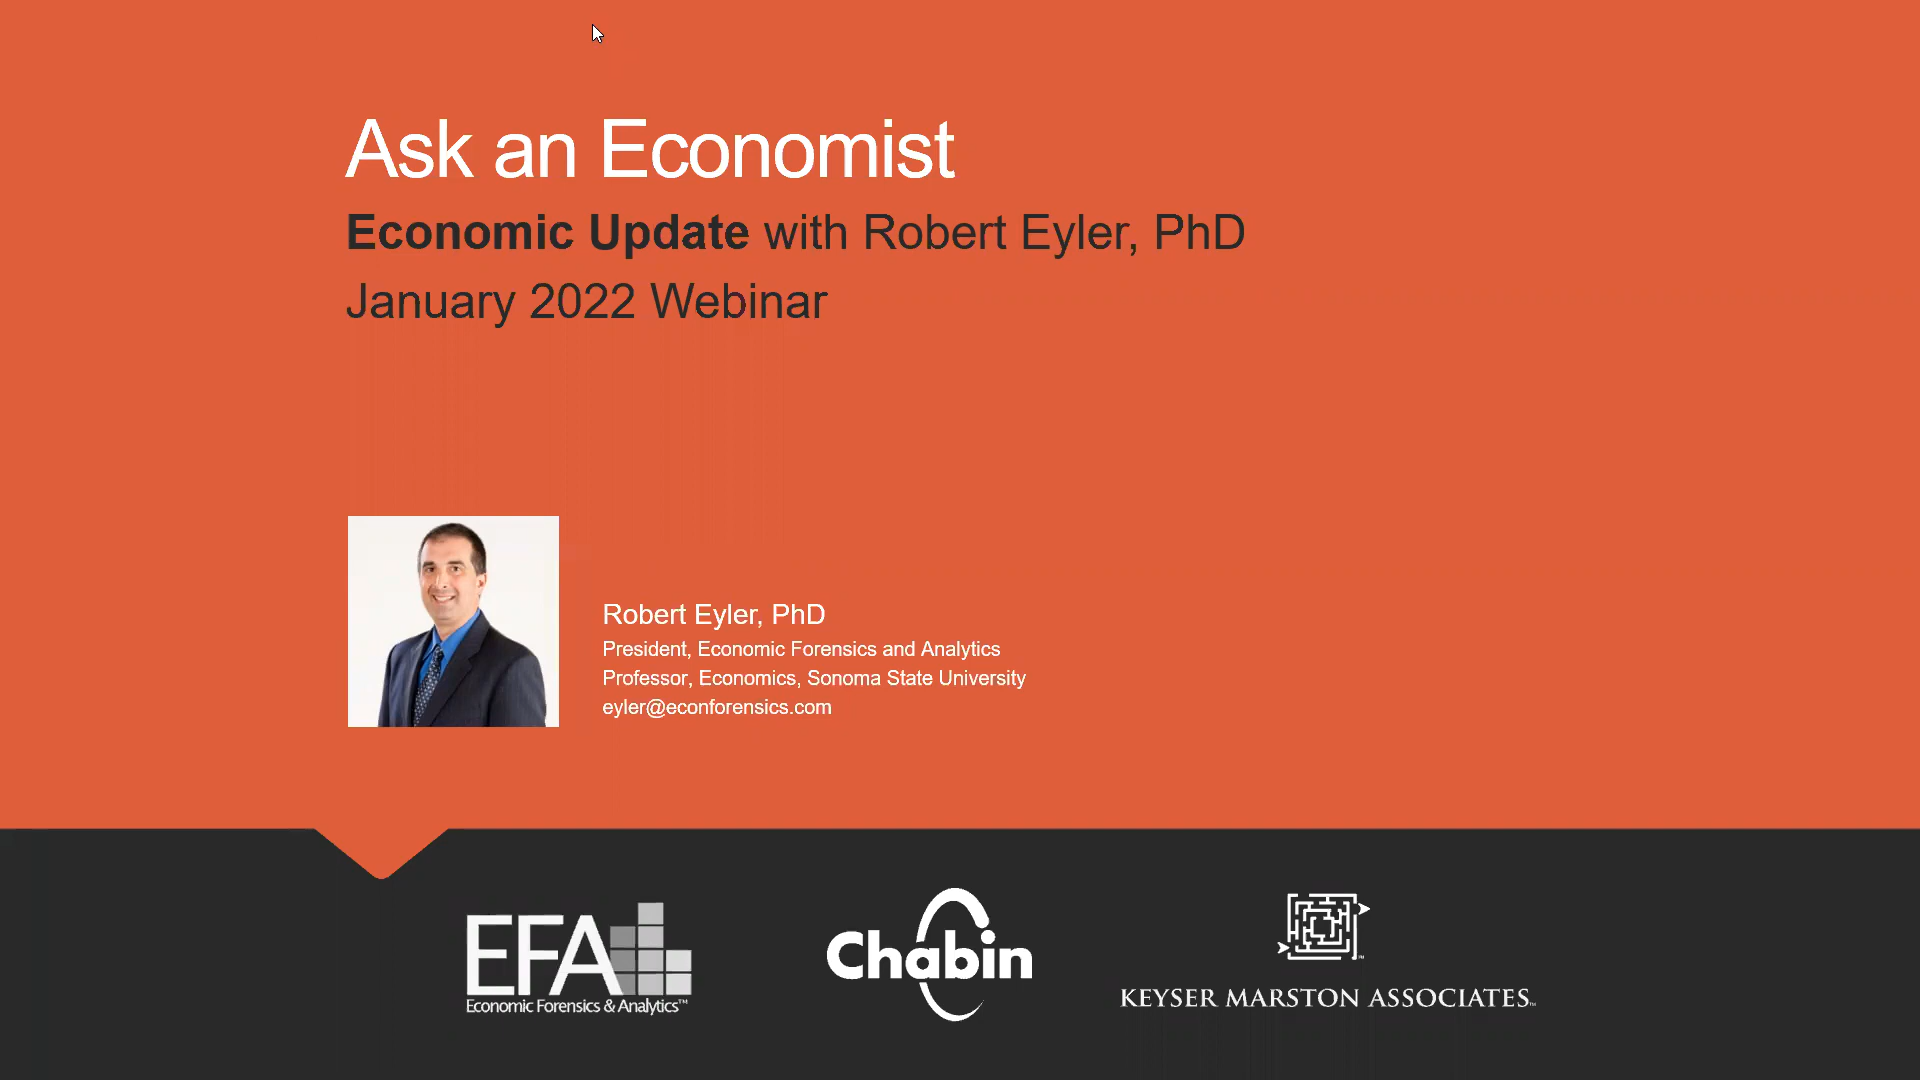 Ask an Economist
Economic Update with Robert Eyler, PhD
January 2022 Webinar
Robert Eyler, PhD
President, Economic Forensics and Analytics
Professor, Economics, Sonoma State University
eyler@econforensics.com
EFA
Economic Forensics & Analytics™
Chabin
KEYSER MARSTON ASSOCIATES™